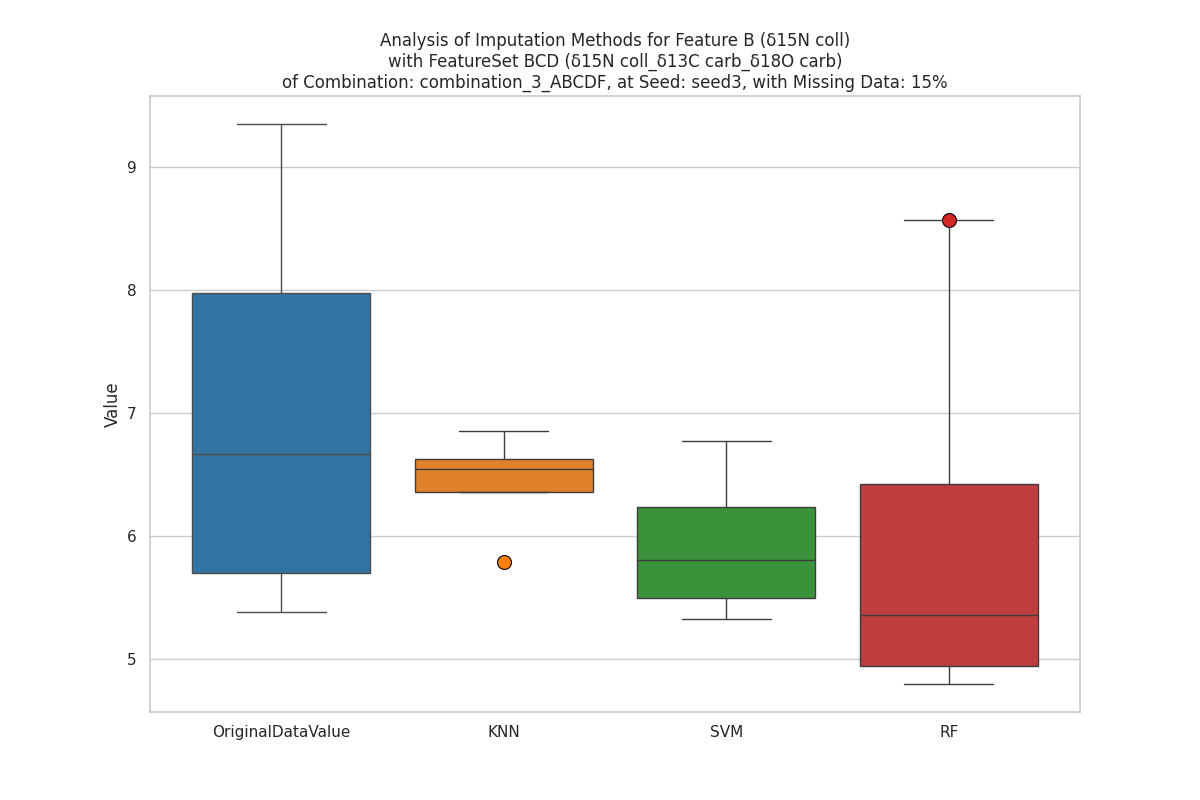 Analysis of Imputation Methods for Feature B (δ15N coll)
with FeatureSet BCD (δ15N coll_δ13C carb_δ18O carb)
of Combination: combination_3_ABCDF, at Seed: seed3, with Missing Data: 15%
Value
9
8
7
6
5
OriginalDataValue
KNN
SVM
RF